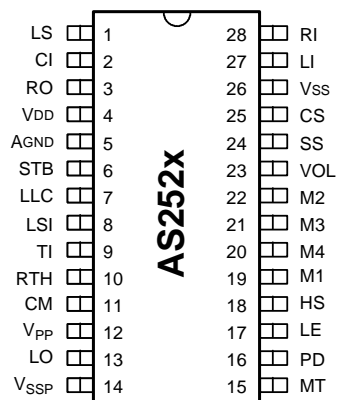 LS 1 28 RI
CI 2 27 LI
RO 3 26 VSS
VDD 4 25 CS
AGND 5 24 SS
STB 6 23 VOL
LLC 7 22 M2
LSI 8 21 M3
TI 9 20 M4
RTH 10 19 M1
CM 11 18 HS
VPP 12 17 LE
LO 13 16 PD
VSSP 14 15 MT
AS252x